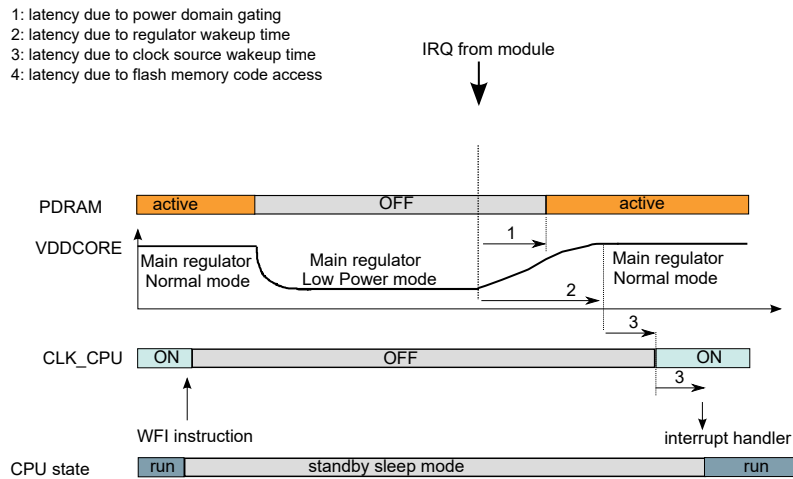 1: latency due to power domain gating
2: latency due to regulator wakeup time
3: latency due to clock source wakeup time
4: latency due to flash memory code access
IRQ from module
PDRAM
active
OFF
active
VDDCORE
Main regulator
Normal mode
Main regulator
Low Power mode
1
2
Main regulator
Normal mode
3
CLK_CPU
ON
OFF
ON
3
WFI instruction
interrupt handler
CPU state
run
standby sleep mode
run